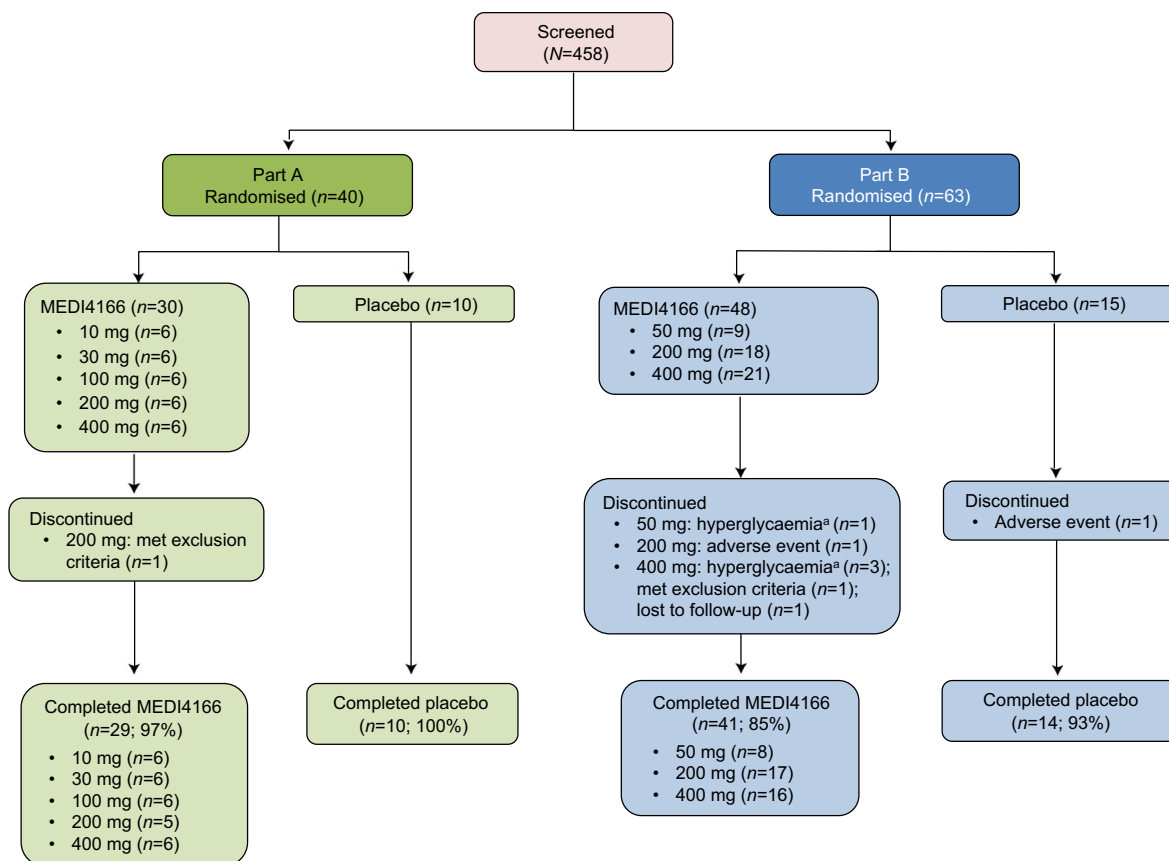 Screened
(N=458)
Part A
Randomised (n=40)
Part B
Randomised (n=63)
MEDI4166 (n=30)
• 10 mg (n=6)
• 30 mg (n=6)
• 100 mg (n=6)
• 200 mg (n=6)
• 400 mg (n=6)
Placebo (n=10)
MEDI4166 (n=48)
• 50 mg (n=9)
• 200 mg (n=18)
• 400 mg (n=21)
Placebo (n=15)
Discontinued
• 200 mg: met exclusion
criteria (n=1)
Discontinued
• 50 mg: hyperglycaemiaᵃ (n=1)
• 200 mg: adverse event (n=1)
• 400 mg: hyperglycaemiaᵃ (n=3);
met exclusion criteria (n=1);
lost to follow-up (n=1)
Discontinued
• Adverse event (n=1)
Completed MEDI4166
(n=29; 97%)
• 10 mg (n=6)
• 30 mg (n=6)
• 100 mg (n=6)
• 200 mg (n=5)
• 400 mg (n=6)
Completed placebo
(n=10; 100%)
Completed MEDI4166
(n=41; 85%)
• 50 mg (n=8)
• 200 mg (n=17)
• 400 mg (n=16)
Completed placebo
(n=14; 93%)